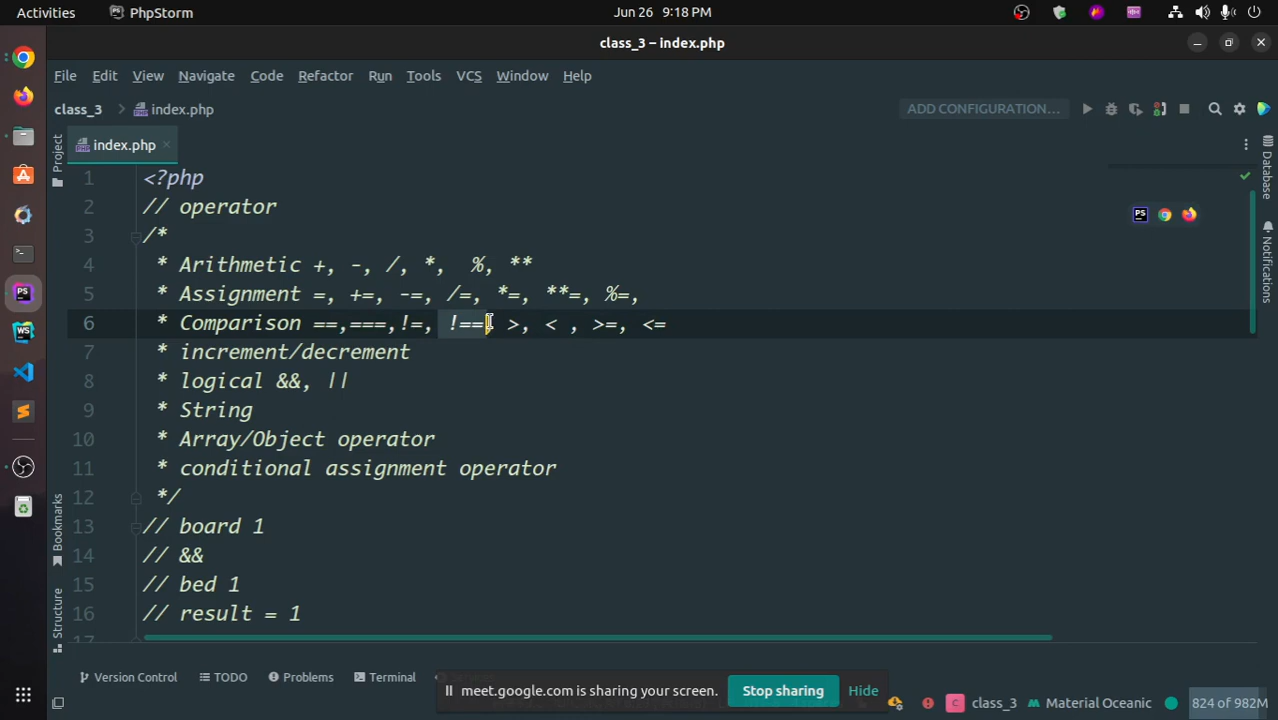 Activities PhpStorm Jun 26 9:18 PM
class_3 – index.php
File Edit View Navigate Code Refactor Run Tools VCS Window Help
class_3 index.php ADD CONFIGURATION...
index.php
Project
Database
Notifications
Bookmarks
Structure
1 <?php
2 // operator
3 /*
4 * Arithmetic +, -, /, *, %, **
5 * Assignment =, +=, -=, /=, *=, **=, %=,
6 * Comparison ==,===,!=, !==, >, < , >=, <=
7 * increment/decrement
8 * logical &&, ||
9 * String
10 * Array/Object operator
11 * conditional assignment operator
12 */
13 // board 1
14 // &&
15 // bed 1
16 // result = 1
17
Version Control TODO Problems Terminal
meet.google.com is sharing your screen. Stop sharing Hide
class_3 Material Oceanic 824 of 982M